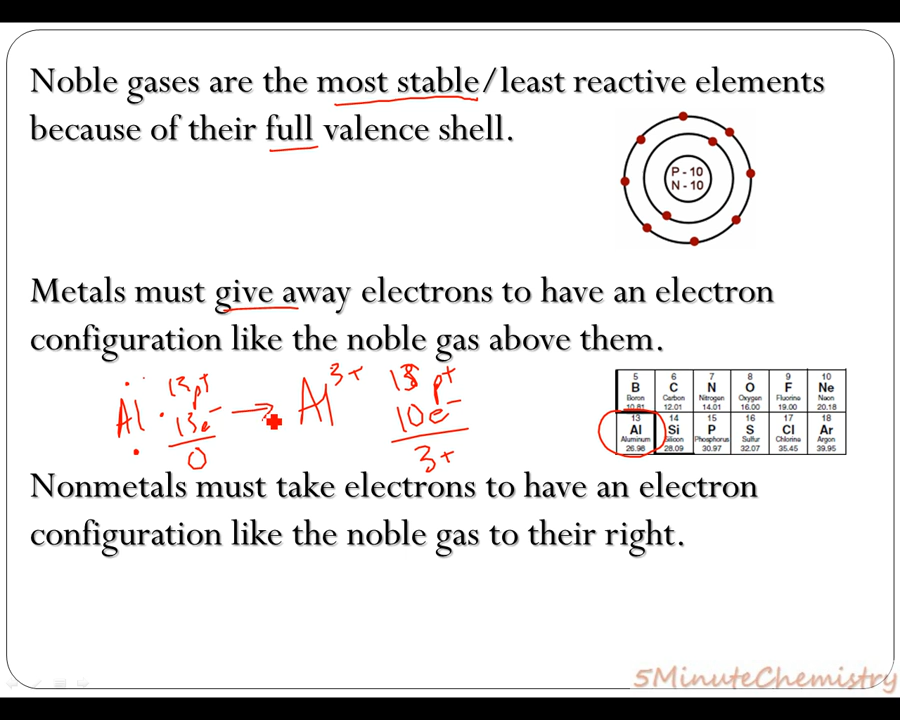 Noble gases are the most stable/least reactive elements
because of their full valence shell.
P - 10
N - 10
Metals must give away electrons to have an electron
configuration like the noble gas above them.
Al 13p+ 13e- 0 → Al3+ 13p+ 10e- 3+
5 6 7 8 9 10
B C N O F Ne
Boron Carbon Nitrogen Oxygen Fluorine Neon
10.81 12.01 14.01 16.00 19.00 20.18
13 14 15 16 17 18
Al Si P S Cl Ar
Aluminum Silicon Phosphorus Sulfur Chlorine Argon
26.98 28.09 30.97 32.07 35.45 39.95
Nonmetals must take electrons to have an electron
configuration like the noble gas to their right.
5MinuteChemistry